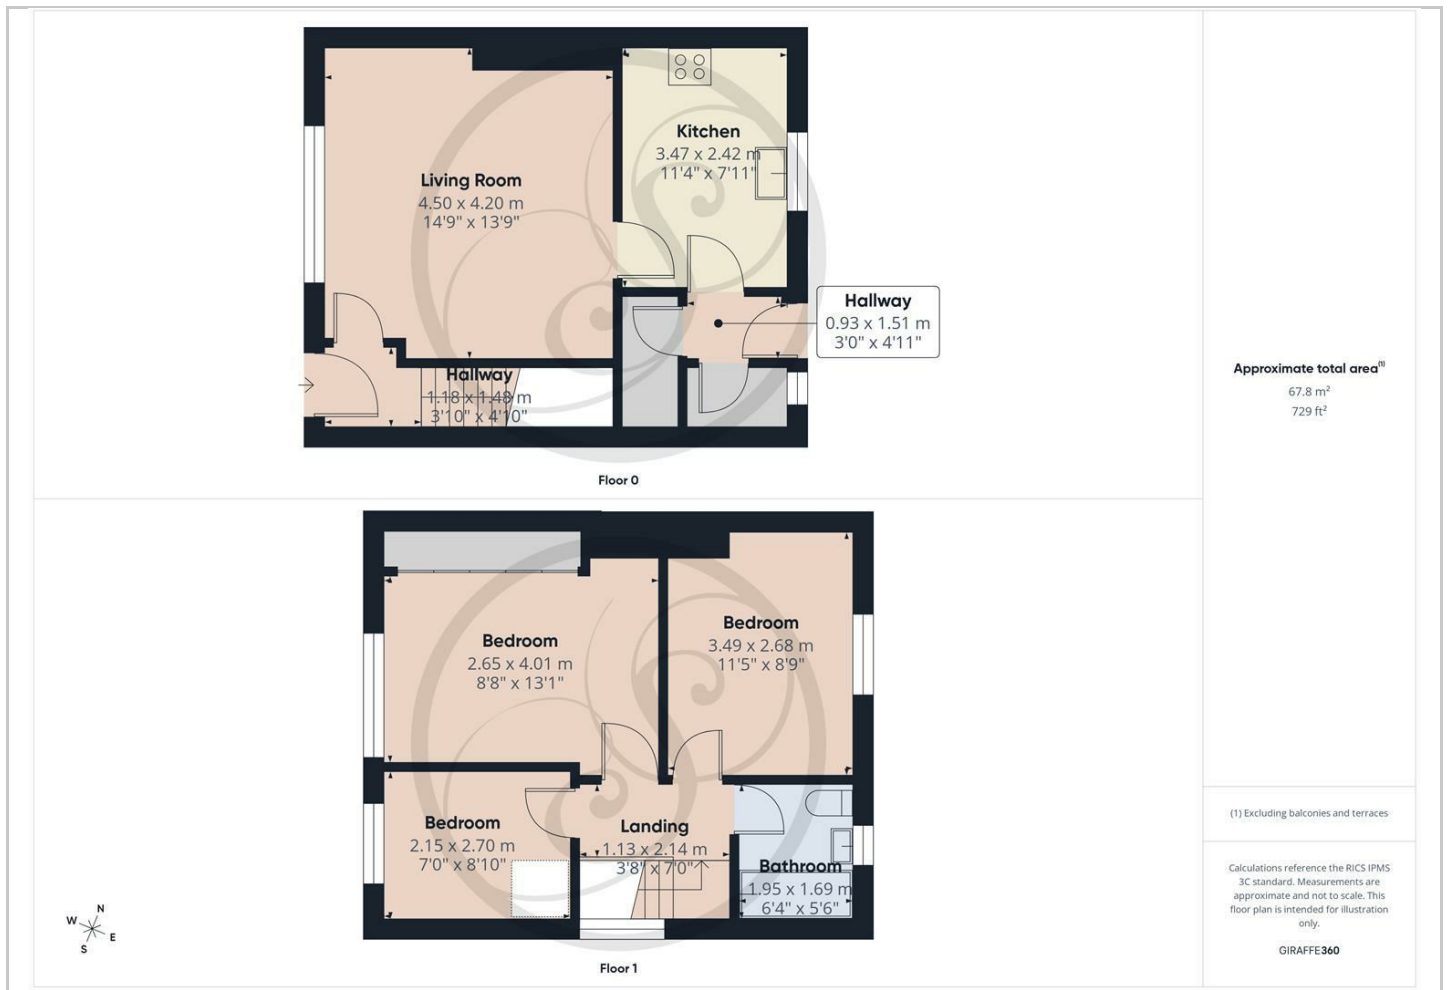 Kitchen
3.47 x 2.42 m
11'4" x 7'11"
Living Room
4.50 x 4.20 m
14'9" x 13'9"
Hallway
0.93 x 1.51 m
3'0" x 4'11"
Hallway
1.18 x 1.48 m
3'10" x 4'10"
Floor 0
Bedroom
2.65 x 4.01 m
8'8" x 13'1"
Bedroom
3.49 x 2.68 m
11'5" x 8'9"
Bedroom
2.15 x 2.70 m
7'0" x 8'10"
Landing
1.13 x 2.14 m
3'8" x 7'0"
Bathroom
1.95 x 1.69 m
6'4" x 5'6"
Floor 1
N
W
E
S
Approximate total area(1)
67.8 m²
729 ft²
(1) Excluding balconies and terraces
Calculations reference the RICS IPMS
3C standard. Measurements are
approximate and not to scale. This
floor plan is intended for illustration
only.
GIRAFFE360